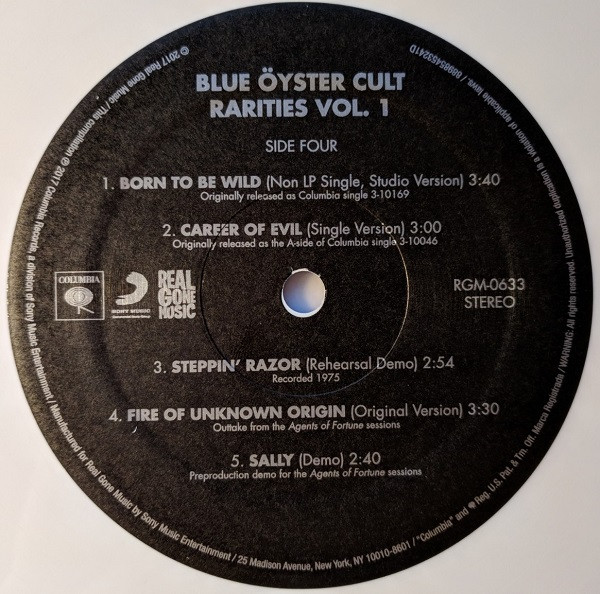 BLUE ÖYSTER CULT
RARITIES VOL. 1
SIDE FOUR
1. BORN TO BE WILD (Non LP Single, Studio Version) 3:40
Originally released as Columbia single 3-10169
2. CAREER OF EVIL (Single Version) 3:00
Originally released as the A-side of Columbia single 3-10046
COLUMBIA
SONY MUSIC
REAL
GONE
MUSIC
RGM-0633
STEREO
3. STEPPIN' RAZOR (Rehearsal Demo) 2:54
Recorded 1975
4. FIRE OF UNKNOWN ORIGIN (Original Version) 3:30
Outtake from the Agents of Fortune sessions
5. SALLY (Demo) 2:40
Preproduction demo for the Agents of Fortune sessions
© 2017 Real Gone Music / This compilation ℗ 2017 Columbia Records, a division of Sony Music Entertainment / Manufactured for Real Gone Music by Sony Music Entertainment / 25 Madison Avenue, New York, NY 10010-8601 / "Columbia" and Reg. U.S. Pat. & Tm. Off. Marca Registrada / WARNING: All rights reserved. Unauthorized duplication is a violation of applicable laws. / 88985453241D